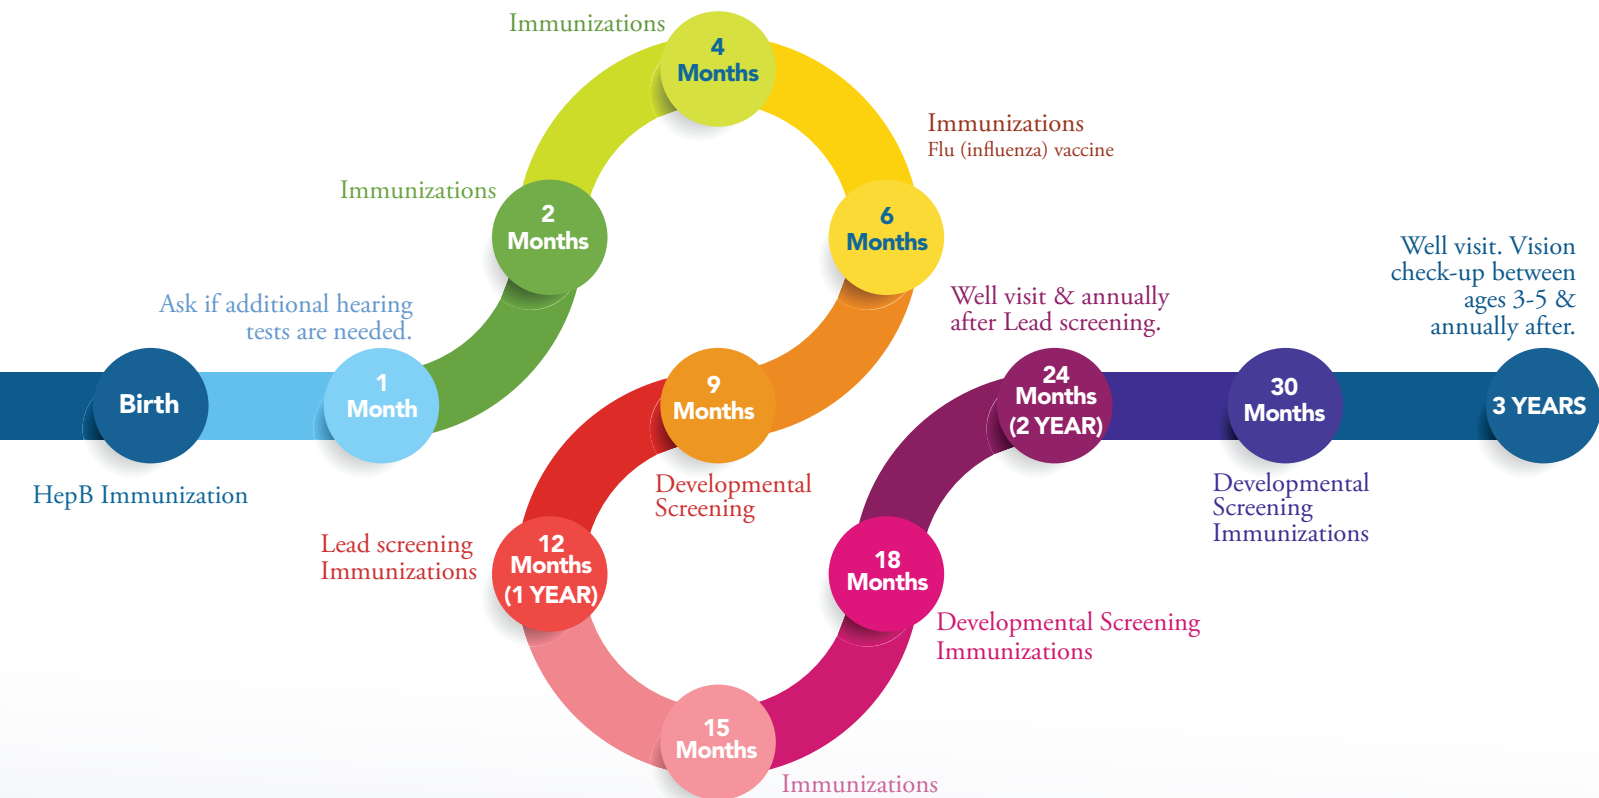 Birth
HepB Immunization
1
Month
Ask if additional hearing
tests are needed.
2
Months
Immunizations
4
Months
Immunizations
6
Months
Immunizations
Flu (influenza) vaccine
9
Months
Developmental
Screening
12
Months
(1 YEAR)
Lead screening
Immunizations
15
Months
Immunizations
18
Months
Developmental Screening
Immunizations
24
Months
(2 YEAR)
Well visit & annually
after Lead screening.
30
Months
Developmental
Screening
Immunizations
3 YEARS
Well visit. Vision
check-up between
ages 3-5 &
annually after.